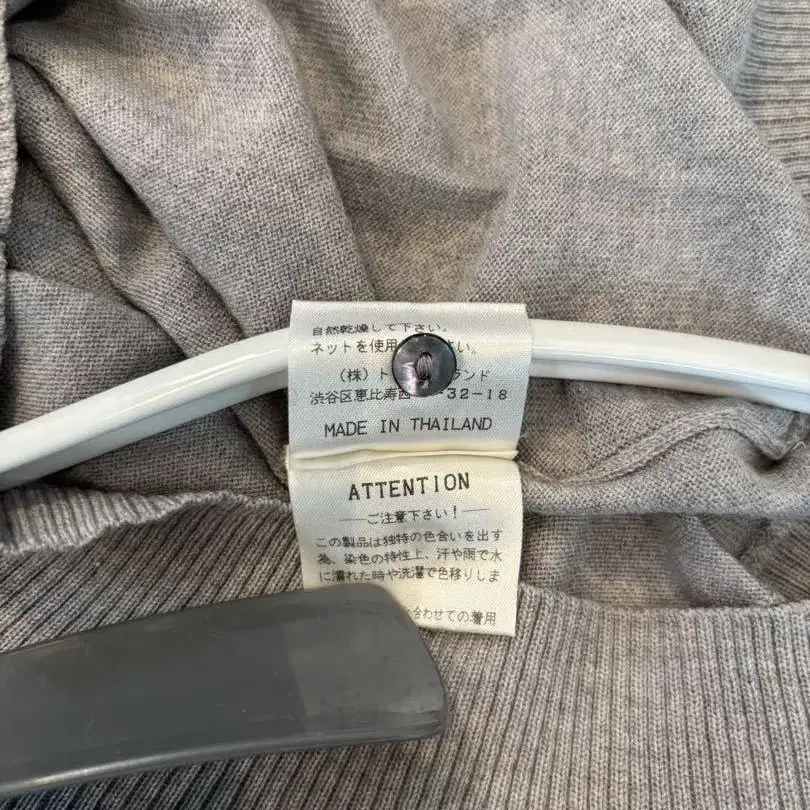 自然乾燥して下さい。
ネットを使用 い。
(株) ト ランド
渋谷区恵比寿西 -32-18
MADE IN THAILAND
ATTENTION
ご注意下さい!
この製品は独特の色合いを出す
為、染色の特性上、汗や雨で水
に濡れた時や洗濯で色移りしま
合わせての着用